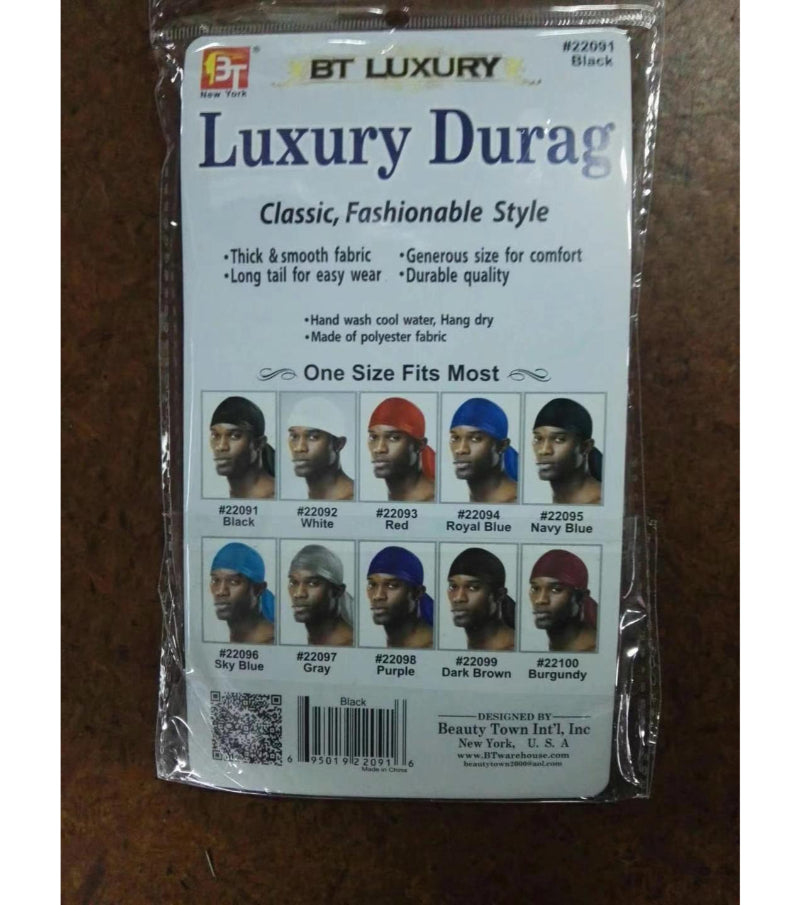 #22091
Black
BT
®
New York
BT LUXURY
Luxury Durag
Classic, Fashionable Style
•Thick & smooth fabric •Generous size for comfort
•Long tail for easy wear •Durable quality
•Hand wash cool water, Hang dry
•Made of polyester fabric
One Size Fits Most
#22091 #22092 #22093 #22094 #22095
Black White Red Royal Blue Navy Blue
#22096 #22097 #22098 #22099 #22100
Sky Blue Gray Purple Dark Brown Burgundy
Black
6 95019 22091 6
Made in China
DESIGNED BY
Beauty Town Int'l, Inc
New York, U. S. A
www.BTwarehouse.com
beautytown2000@aol.com